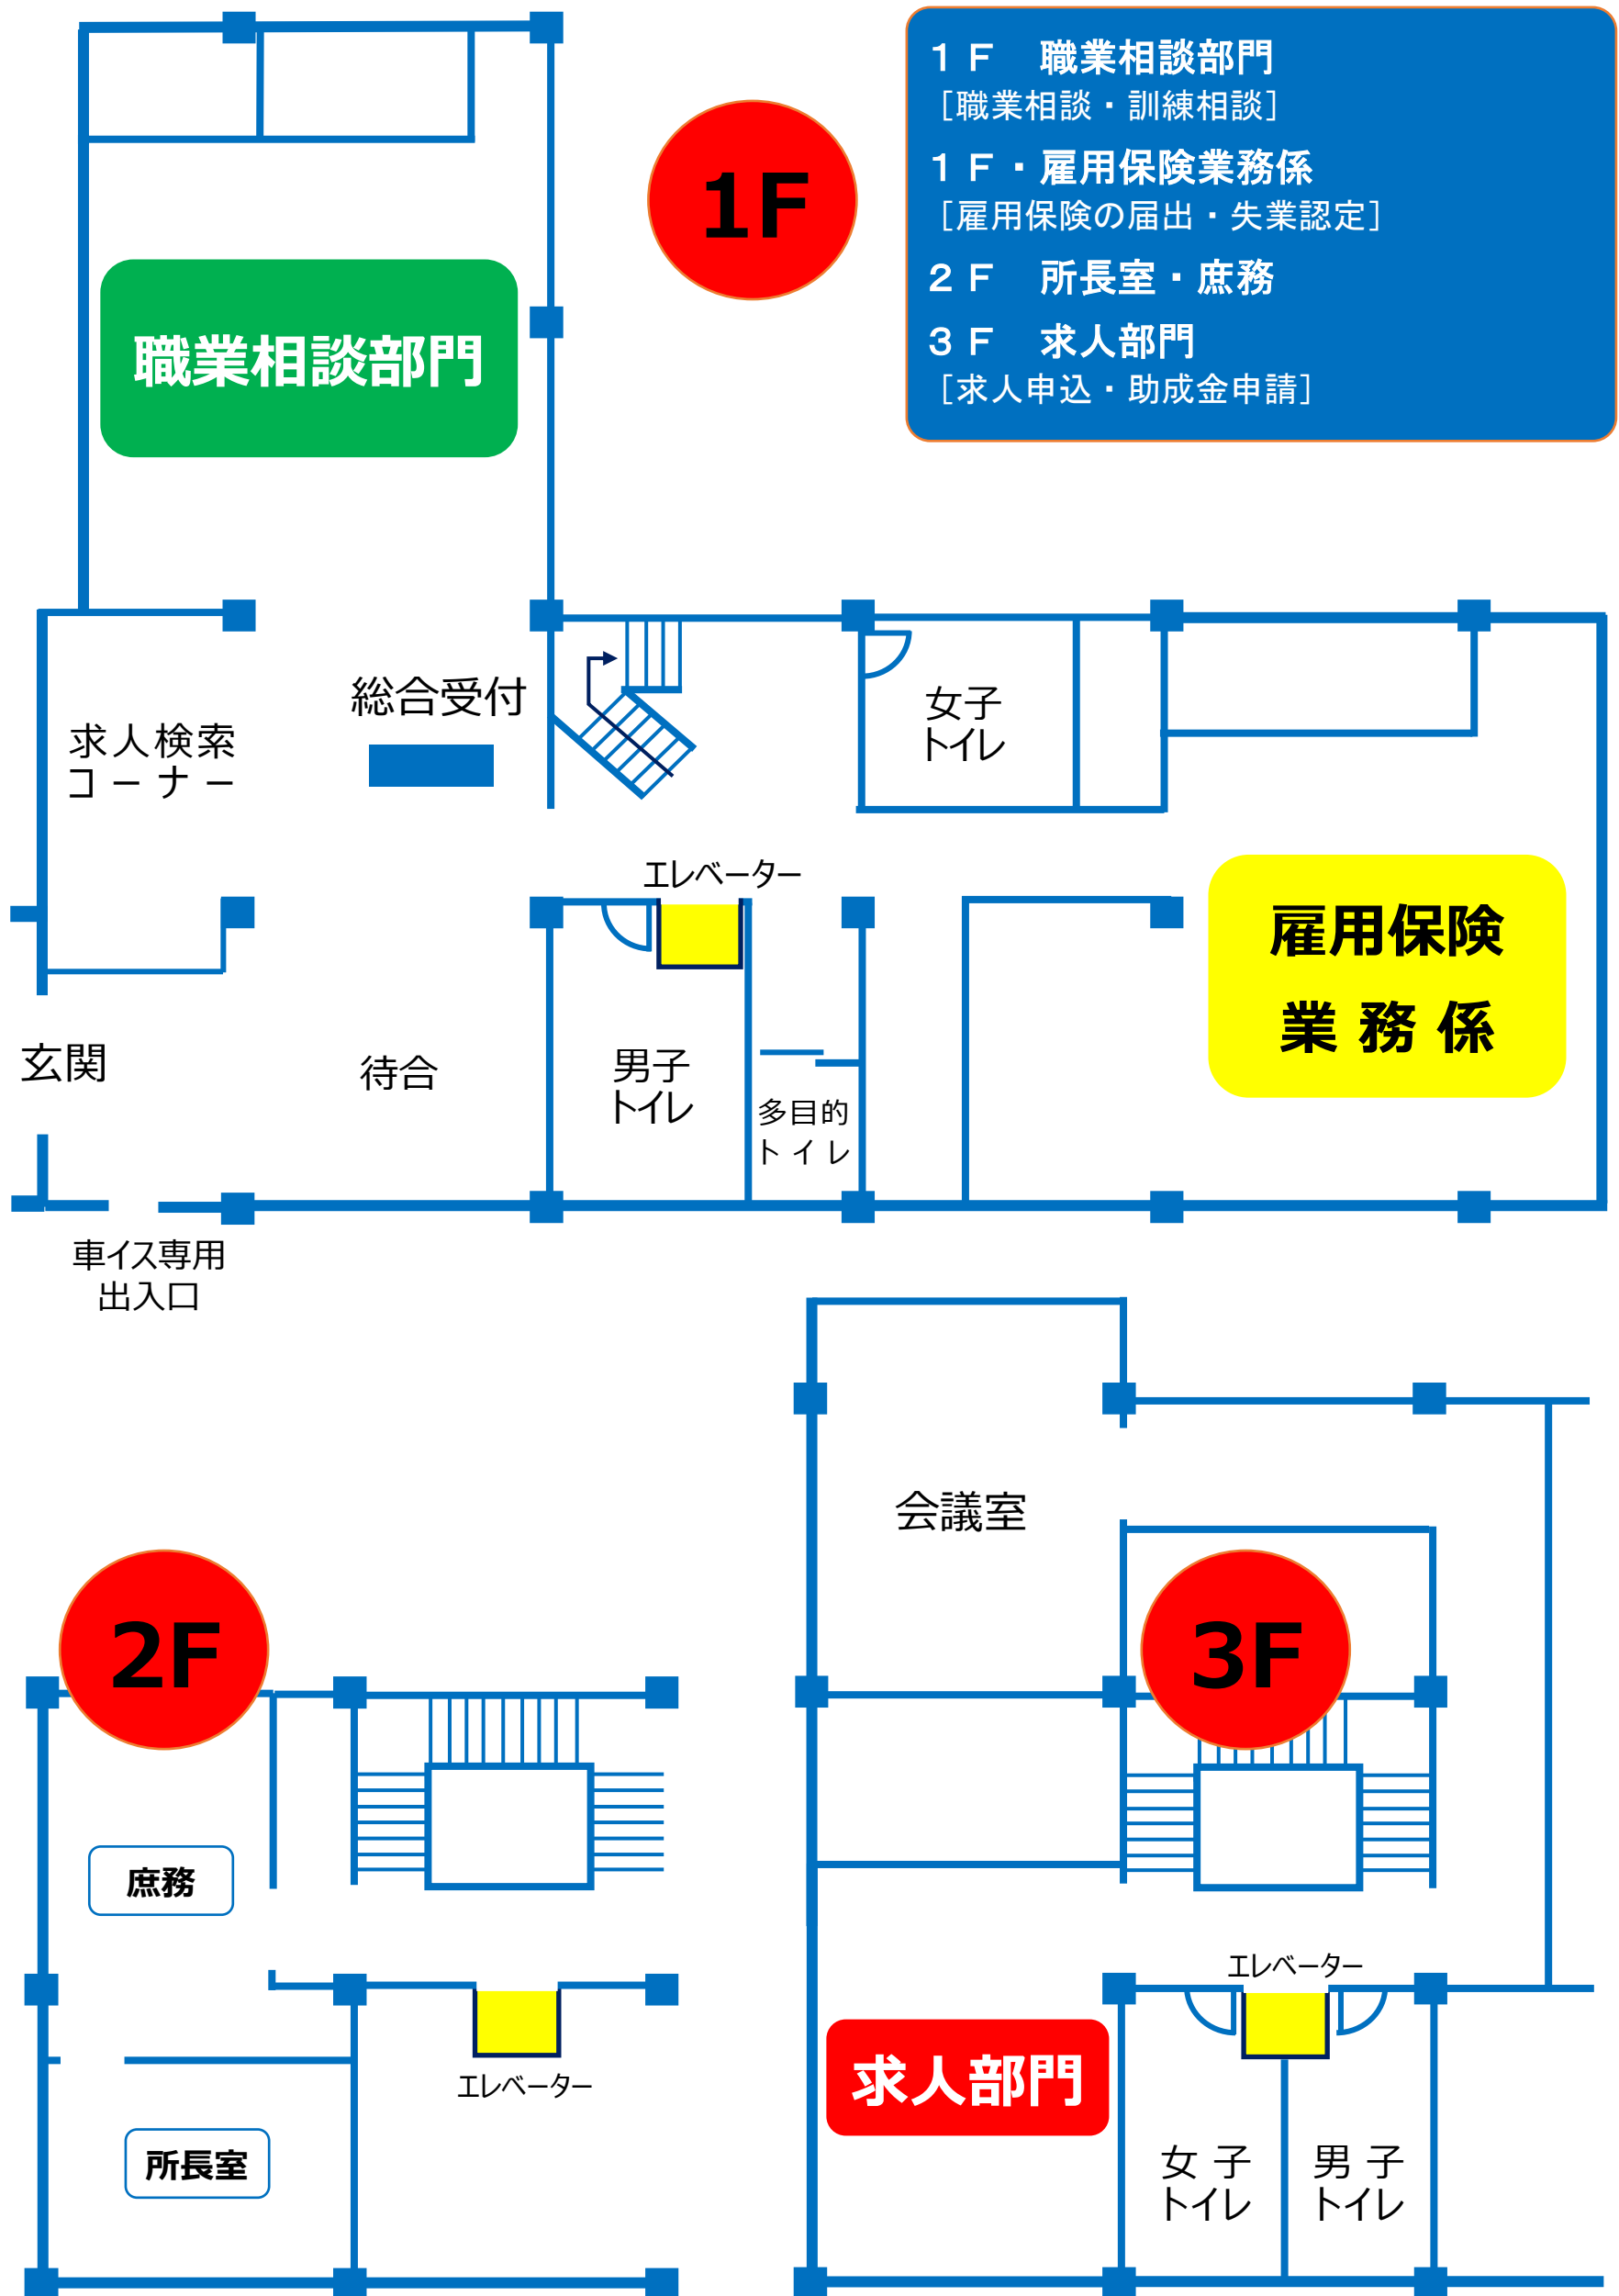 １Ｆ　職業相談部門
［職業相談・訓練相談］
１Ｆ・雇用保険業務係
［雇用保険の届出・失業認定］
２Ｆ　所長室・庶務
３Ｆ　求人部門
［求人申込・助成金申請］
1F
職業相談部門
総合受付
求人検索
コーナー
女子
トイレ
エレベーター
雇用保険
業務係
玄関
待合
男子
トイレ
多目的
トイレ
車イス専用
出入口
会議室
2F
3F
庶務
エレベーター
エレベーター
求人部門
所長室
女子
トイレ
男子
トイレ